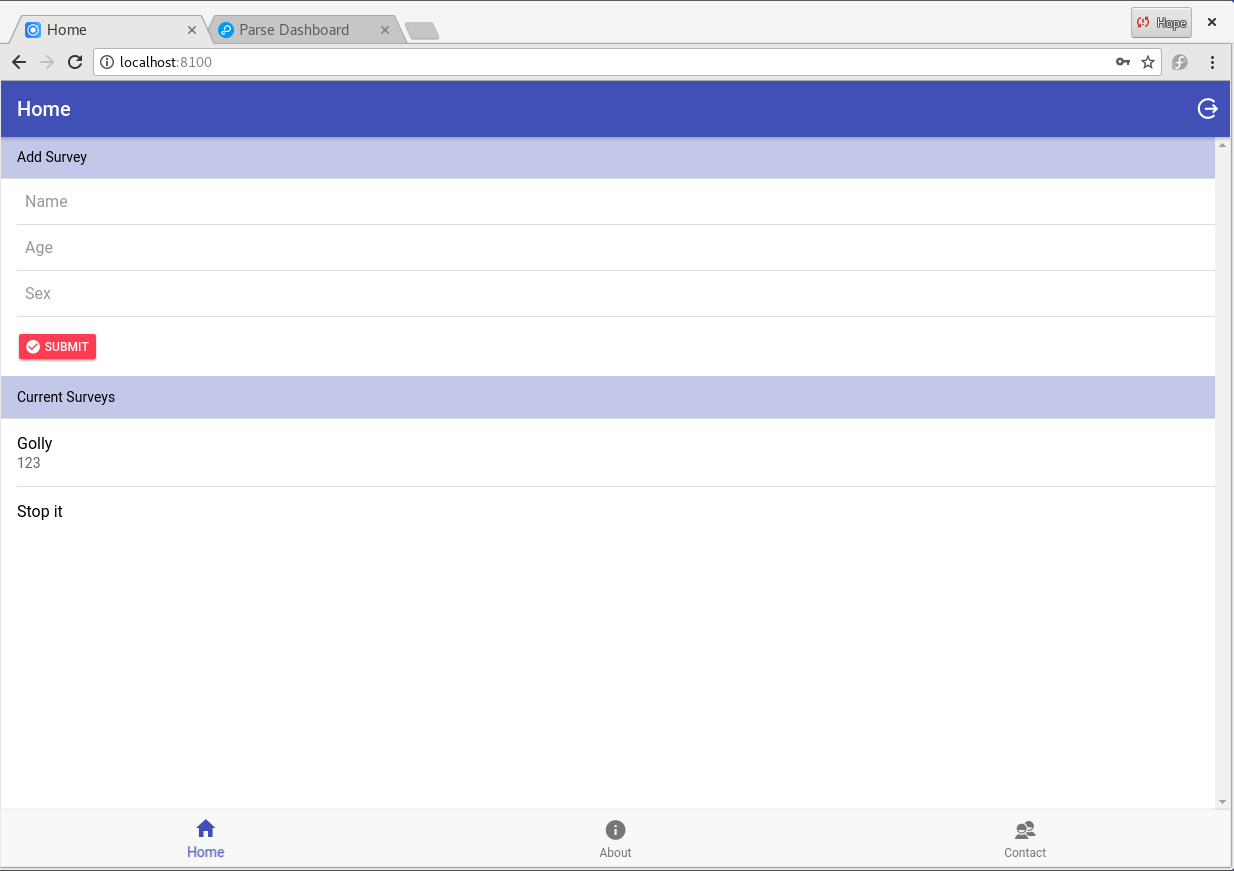 Home
Parse Dashboard
Hope
localhost:8100
Home
Add Survey
Name
Age
Sex
SUBMIT
Current Surveys
Golly
123
Stop it
Home
About
Contact